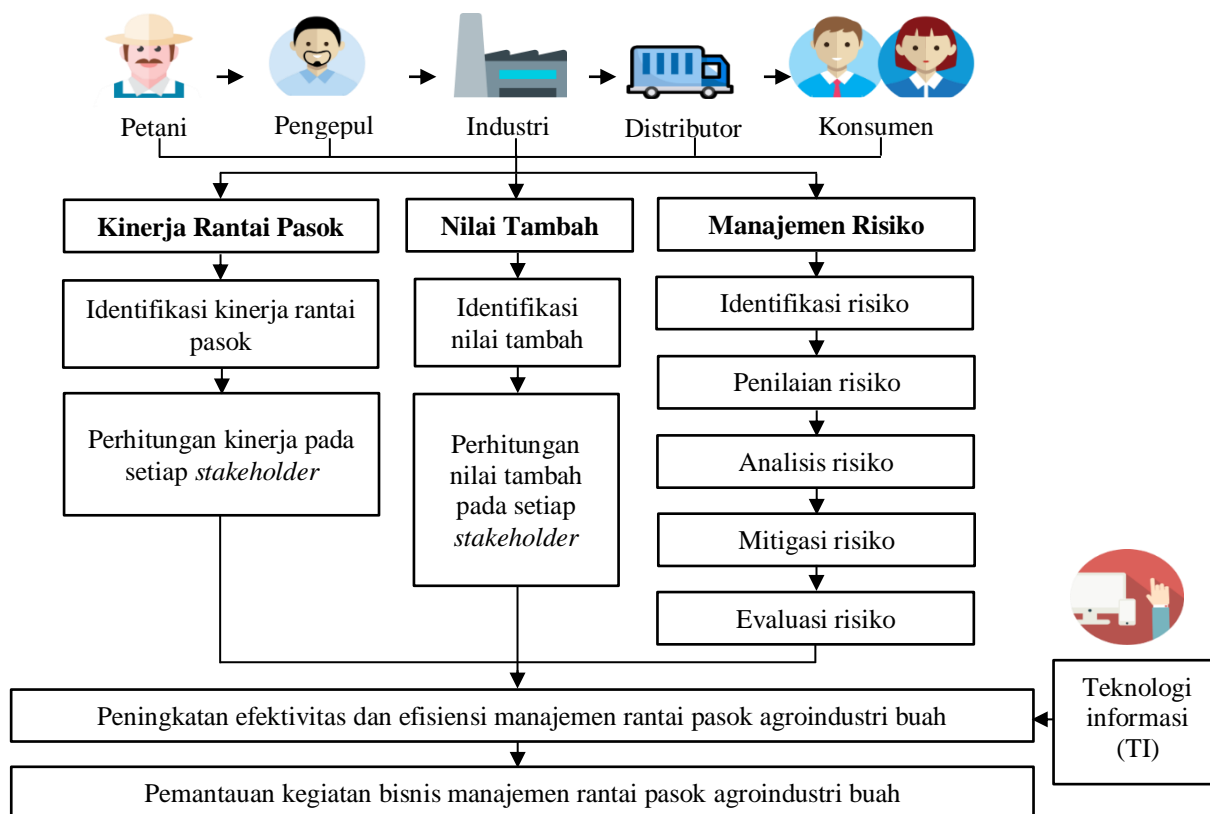 Petani
Pengepul
Industri
Distributor
Konsumen
Kinerja Rantai Pasok
Nilai Tambah
Manajemen Risiko
Identifikasi kinerja rantai
pasok
Identifikasi
nilai tambah
Identifikasi risiko
Penilaian risiko
Perhitungan kinerja pada
setiap stakeholder
Perhitungan
nilai tambah
pada setiap
stakeholder
Analisis risiko
Mitigasi risiko
Evaluasi risiko
Teknologi
informasi
(TI)
Peningkatan efektivitas dan efisiensi manajemen rantai pasok agroindustri buah
Pemantauan kegiatan bisnis manajemen rantai pasok agroindustri buah